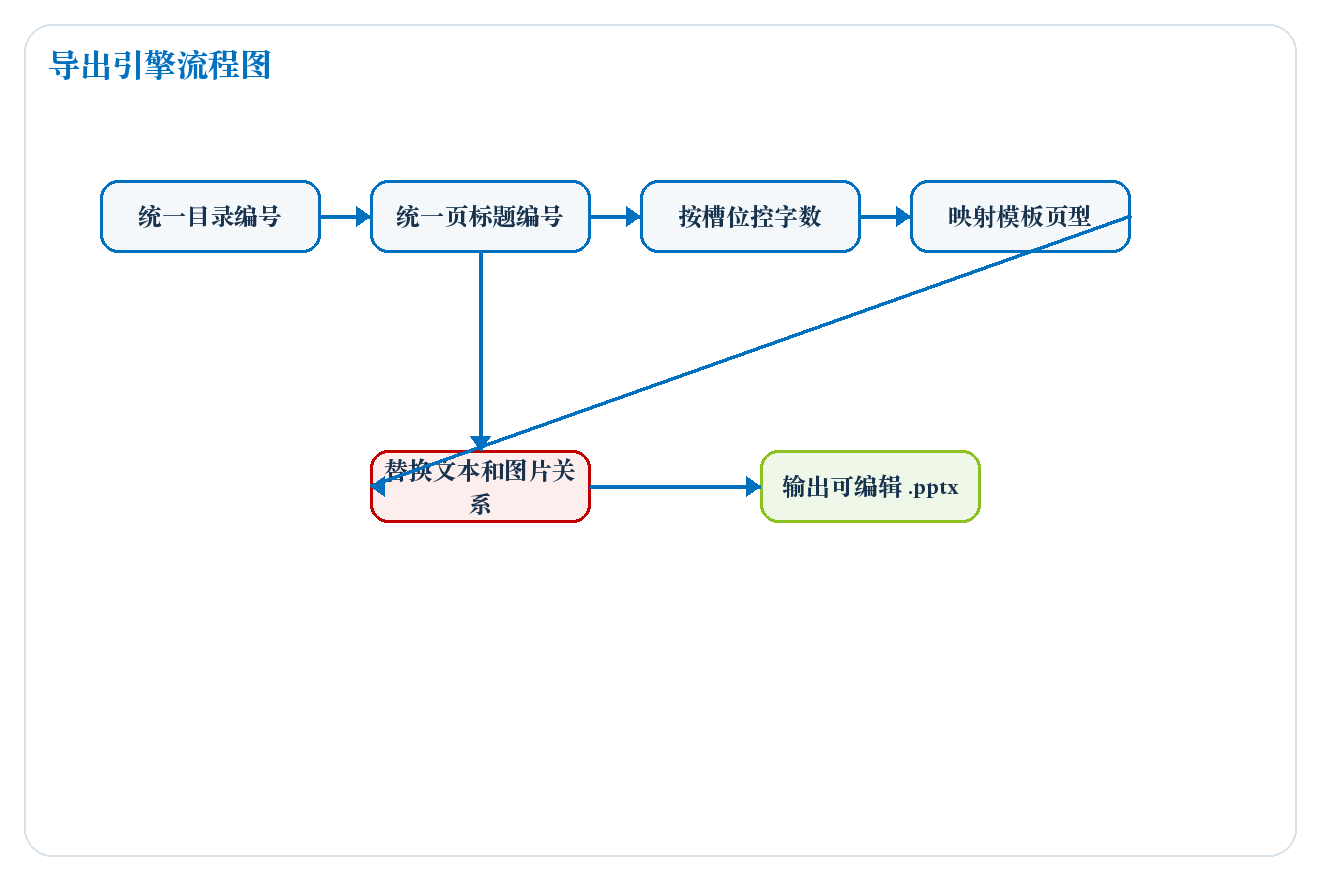 导出引擎流程图
统一目录编号
统一页标题编号
按槽位控字数
映射模板页型
替换文本和图片关
系
输出可编辑 .pptx